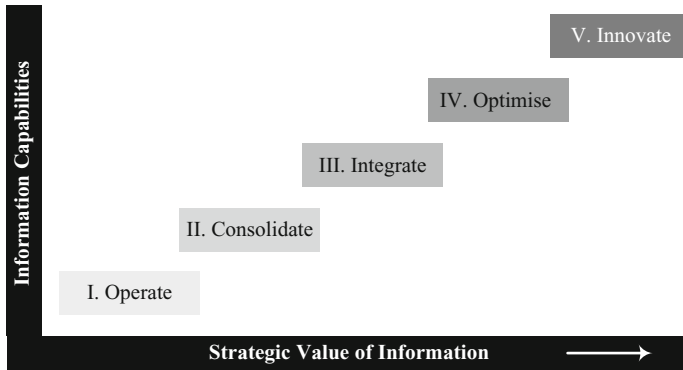 V. Innovate
IV. Optimise
III. Integrate
II. Consolidate
I. Operate
Information Capabilities
Strategic Value of Information